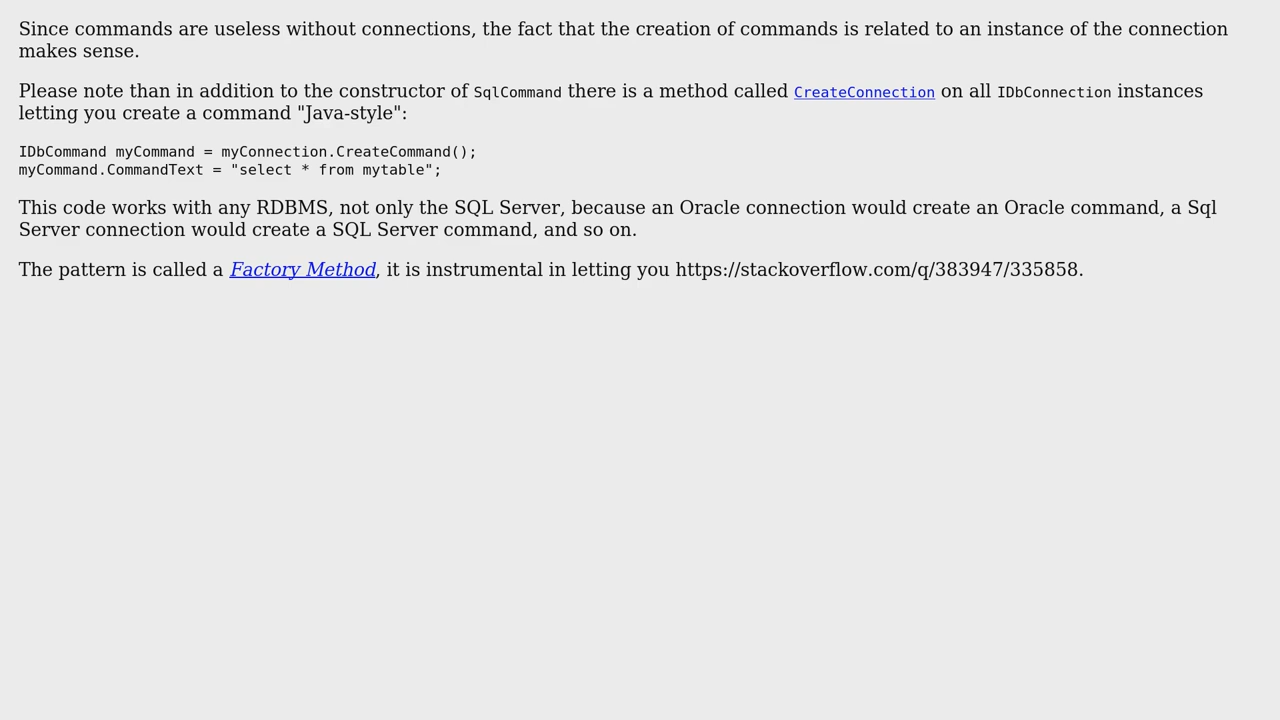 Since commands are useless without connections, the fact that the creation of commands is related to an instance of the connection
makes sense.
Please note than in addition to the constructor of SqlCommand there is a method called CreateConnection on all IDbConnection instances
letting you create a command "Java-style":
IDbCommand myCommand = myConnection.CreateCommand();
myCommand.CommandText = "select * from mytable";
This code works with any RDBMS, not only the SQL Server, because an Oracle connection would create an Oracle command, a Sql
Server connection would create a SQL Server command, and so on.
The pattern is called a Factory Method, it is instrumental in letting you https://stackoverflow.com/q/383947/335858.